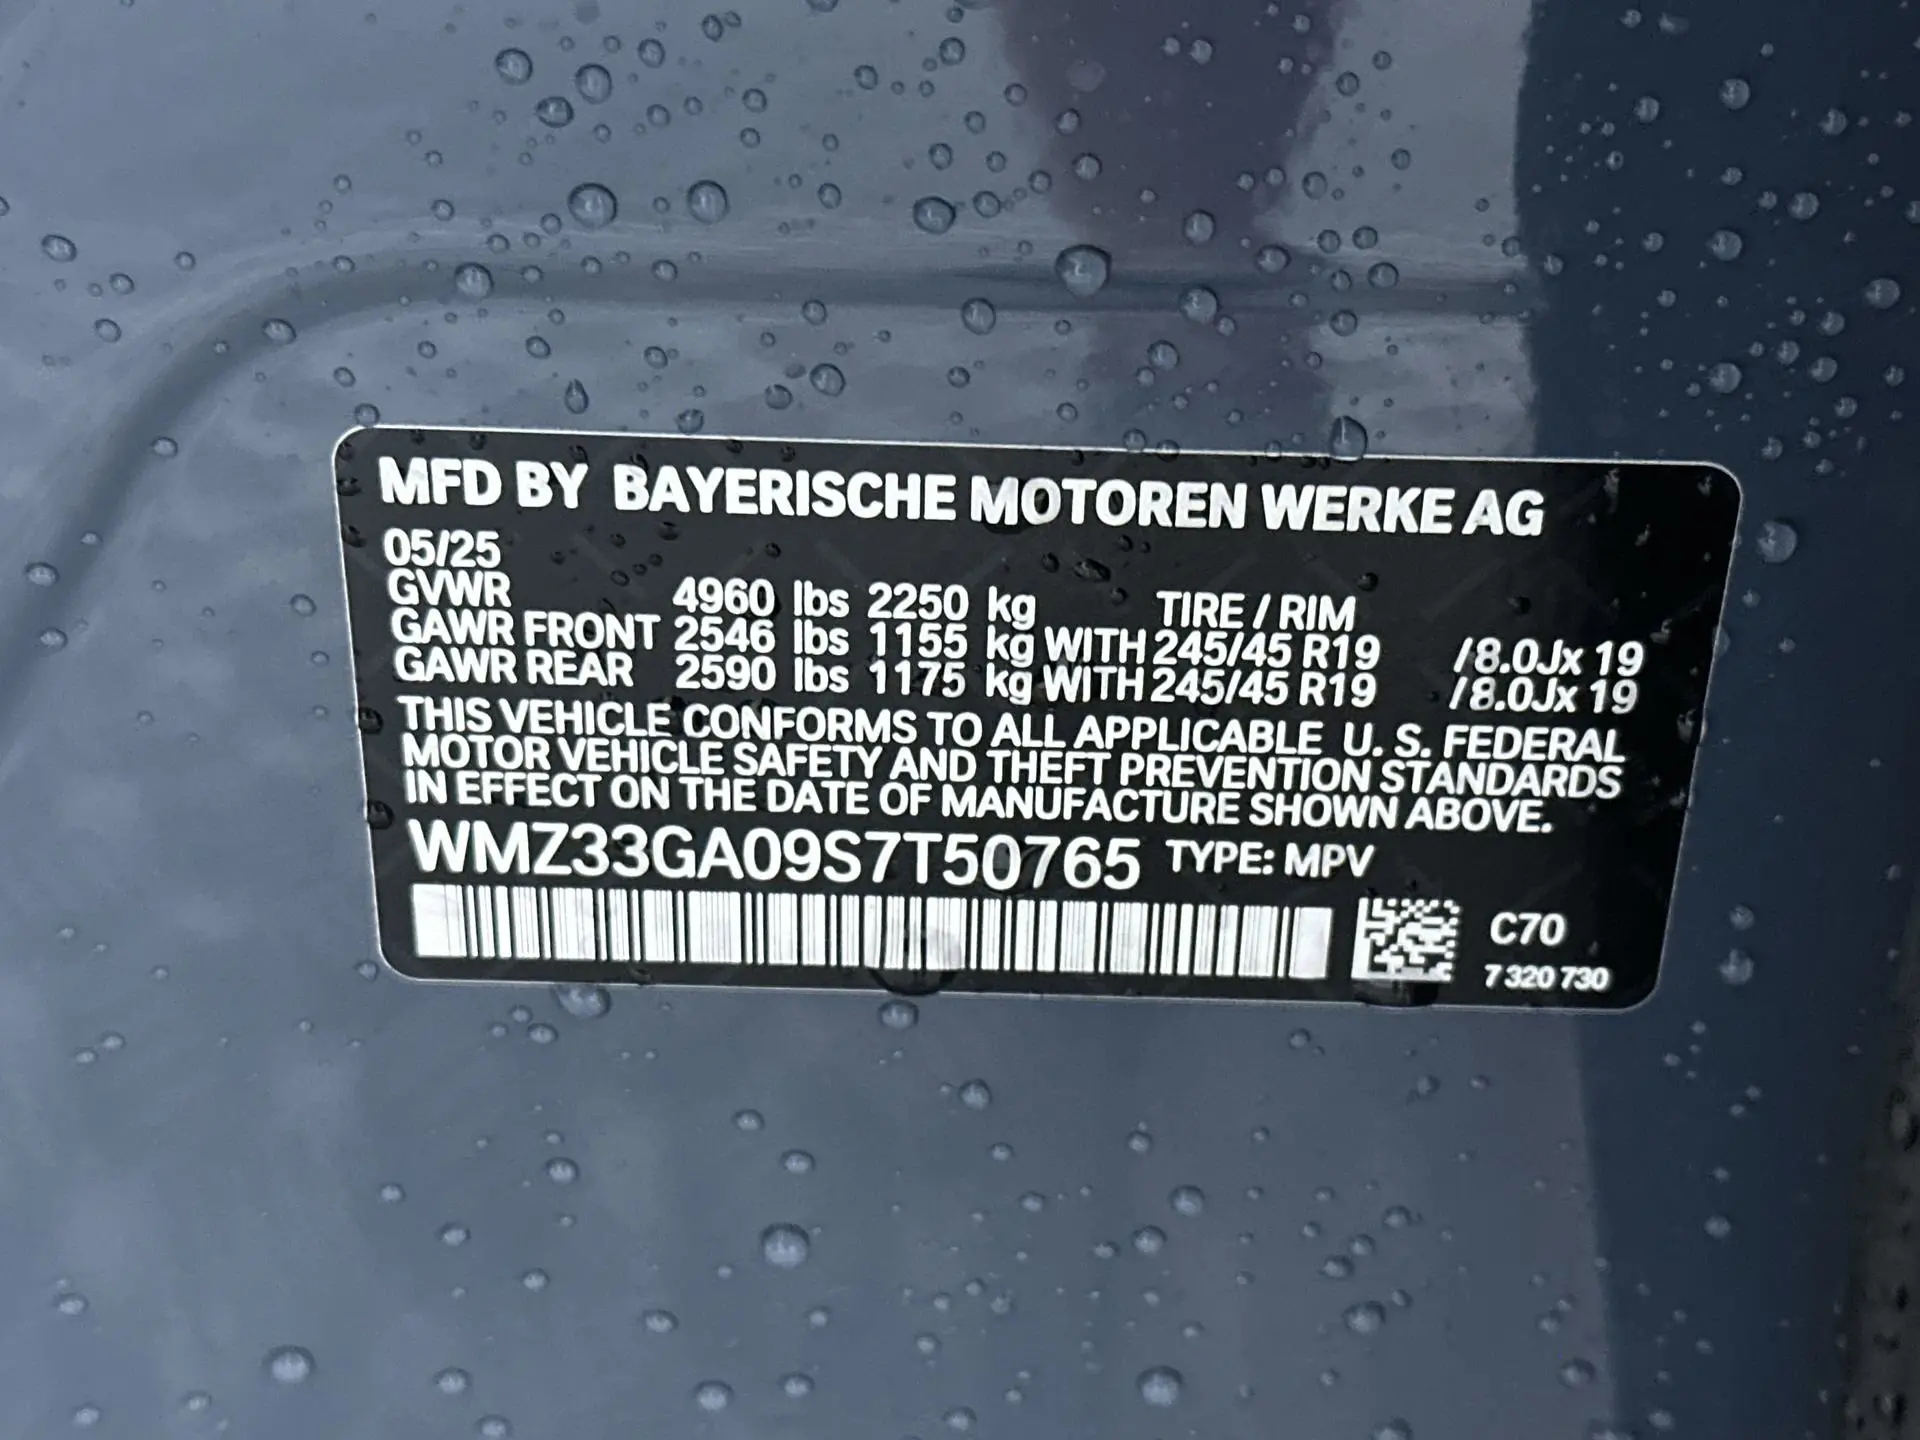 MFD BY BAYERISCHE MOTOREN WERKE AG
05/25
GVWR 4960 lbs 2250 kg TIRE / RIM
GAWR FRONT 2546 lbs 1155 kg WITH 245/45 R19 /8.0Jx 19
GAWR REAR 2590 lbs 1175 kg WITH 245/45 R19 /8.0Jx 19
THIS VEHICLE CONFORMS TO ALL APPLICABLE U. S. FEDERAL
MOTOR VEHICLE SAFETY AND THEFT PREVENTION STANDARDS
IN EFFECT ON THE DATE OF MANUFACTURE SHOWN ABOVE.
WMZ33GA09S7T50765 TYPE: MPV
C70
7 320 730